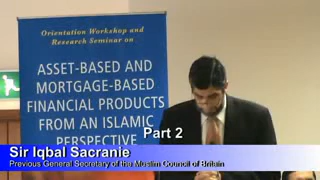 Orientation Workshop and
Research Seminar on
ASSET-BASED AND
MORTGAGE-BASED
FINANCIAL PRODUCTS
FROM AN ISLAMIC
PERSPECTIVE
Part 2
Sir Iqbal Sacranie
Previous General Secretary of the Muslim Council of Britain